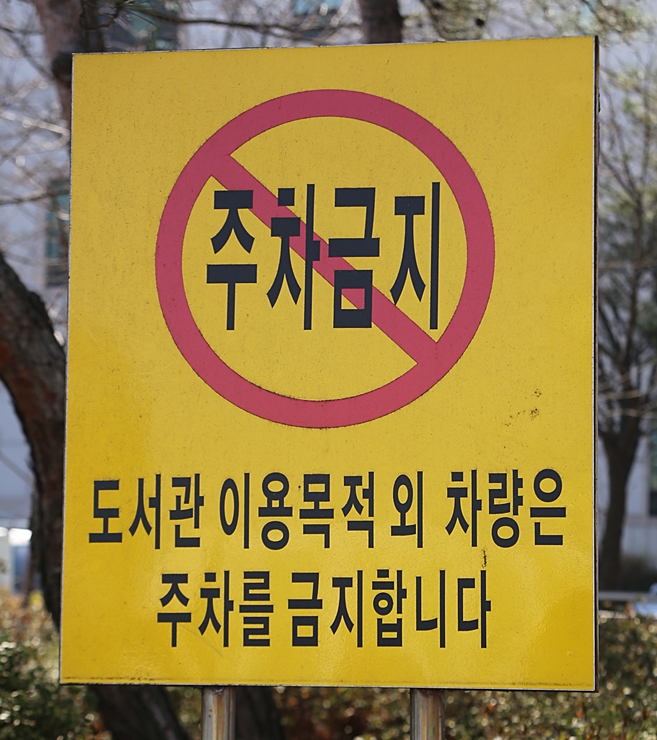 주차금지
도서관 이용목적 외 차량은
주차를 금지합니다